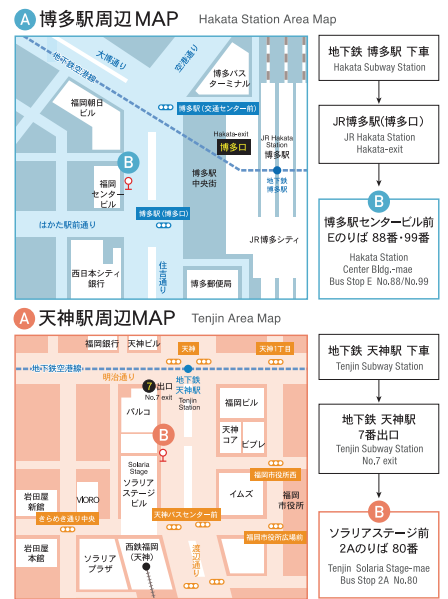 A 博多駅周辺 MAP Hakata Station Area Map
地下鉄空港線
大博通り
空港通り
博多バス
ターミナル
福岡朝日
ビル
博多駅(交通センター前)
Hakata-exit
博多口
JR Hakata
Station
博多駅
B
福岡
センター
ビル
博多駅
中央街
地下鉄
博多駅
博多駅(博多口)
はかた駅前通り
JR博多シティ
西日本シティ
銀行
住吉通り
博多郵便局
地下鉄 博多駅 下車
Hakata Subway Station
JR博多駅(博多口)
JR Hakata Station
Hakata-exit
B
博多駅センタービル前
Eのりば 88番・99番
Hakata Station
Center Bldg.-mae
Bus Stop E No.88/No.99
A 天神駅周辺MAP Tenjin Area Map
福岡銀行
天神ビル
天神
天神1丁目
地下鉄空港線
明治通り
地下鉄
天神駅
Tenjin
Station
7 出口
No.7 exit
パルコ
福岡ビル
B
天神
コア
ビブレ
Solaria
Stage
ソラリア
ステージ
ビル
福岡市役所西
岩田屋
新館
VIORO
イムズ
福岡
市役所
きらめき通り中央
天神バスセンター前
福岡市役所広場前
岩田屋
本館
ソラリア
プラザ
西鉄福岡
(天神)
渡辺通り
地下鉄 天神駅 下車
Tenjin Subway Station
地下鉄 天神駅
7番出口
Tenjin Subway Station
No,7 exit
B
ソラリアステージ前
2Aのりば 80番
Tenjin Solaria Stage-mae
Bus Stop 2A No.80